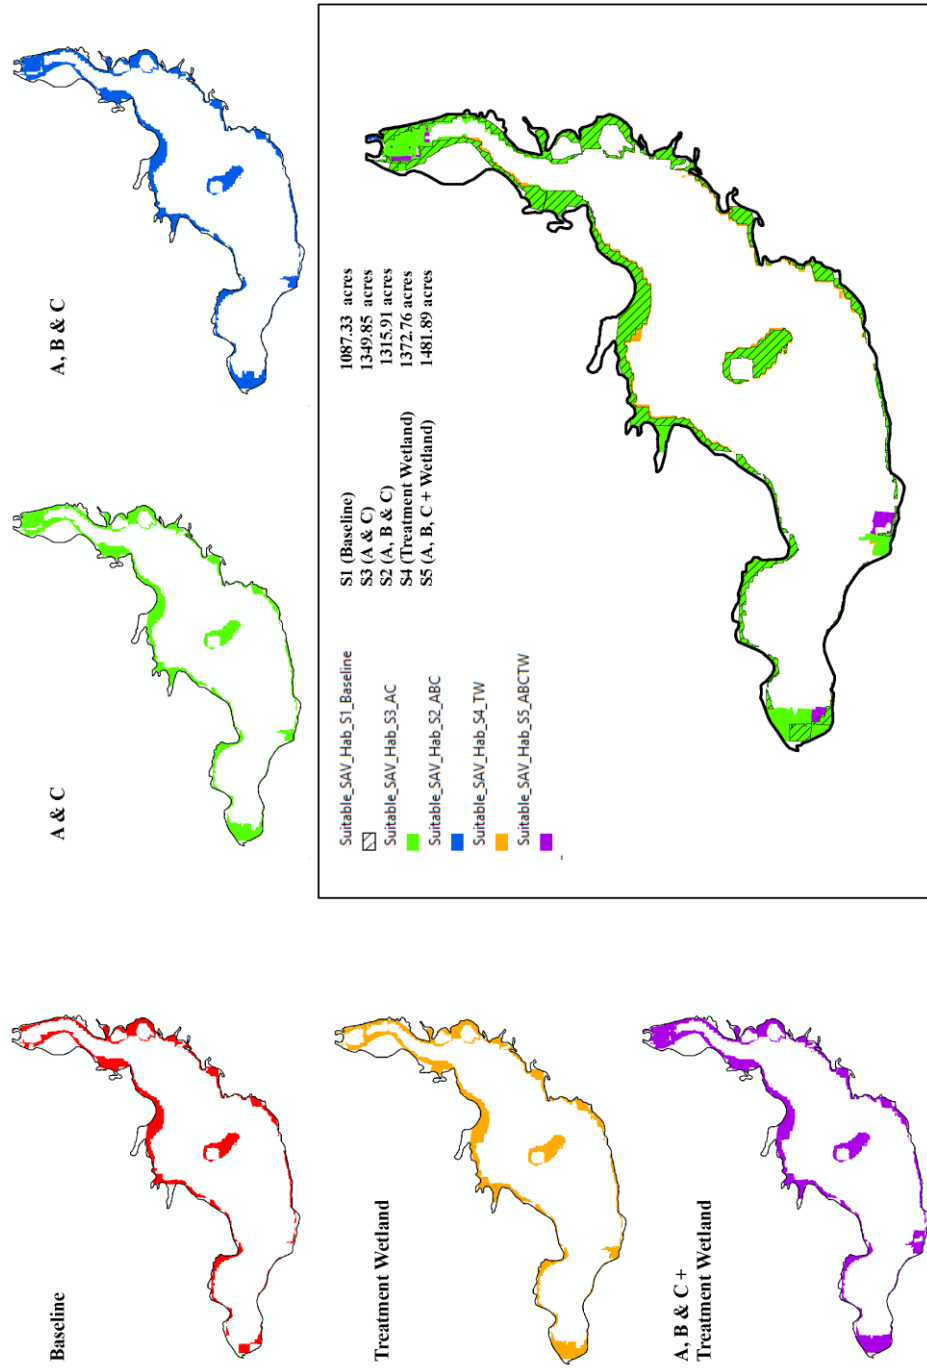 Baseline
A & C
A, B & C
Treatment Wetland
A, B & C +
Treatment Wetland
Suitable_SAV_Hab_S1_Baseline
Suitable_SAV_Hab_S3_AC
Suitable_SAV_Hab_S2_ABC
Suitable_SAV_Hab_S4_TW
Suitable_SAV_Hab_S5_ABCTW
S1 (Baseline) 1087.33 acres
S3 (A & C) 1349.85 acres
S2 (A, B & C) 1315.91 acres
S4 (Treatment Wetland) 1372.76 acres
S5 (A, B, C + Wetland) 1481.89 acres